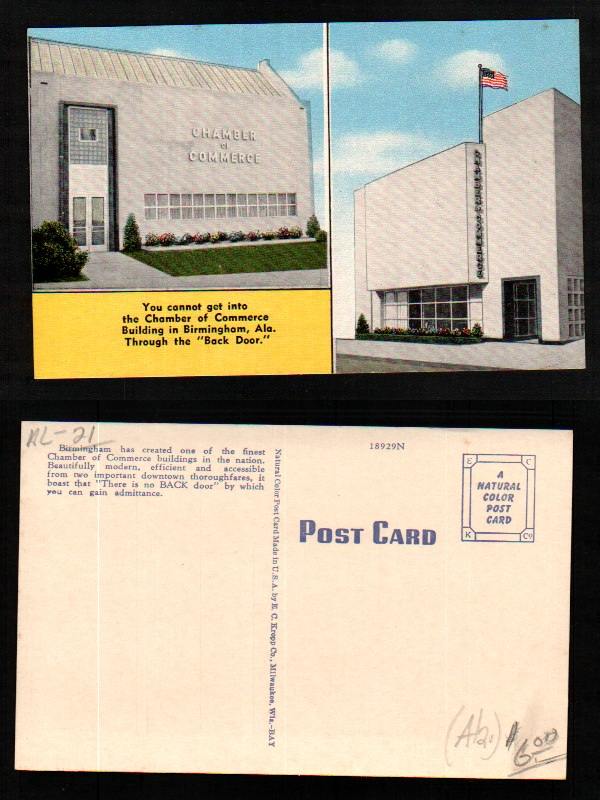 CHAMBER
of
COMMERCE
CHAMBER OF COMMERCE
You cannot get into
the Chamber of Commerce
Building in Birmingham, Ala.
Through the "Back Door."
AL-21
Birmingham has created one of the finest
Chamber of Commerce buildings in the nation.
Beautifully modern, efficient and accessible
from two important downtown thoroughfares, it
boast that "There is no BACK door" by which
you can gain admittance.
Natural Color Post Card Made in U. S. A. by E. C. Kropp Co., Milwaukee, Wis.-BAY
18929N
POST CARD
E C
A
NATURAL
COLOR
POST
CARD
K Co
(Ala) $6.00